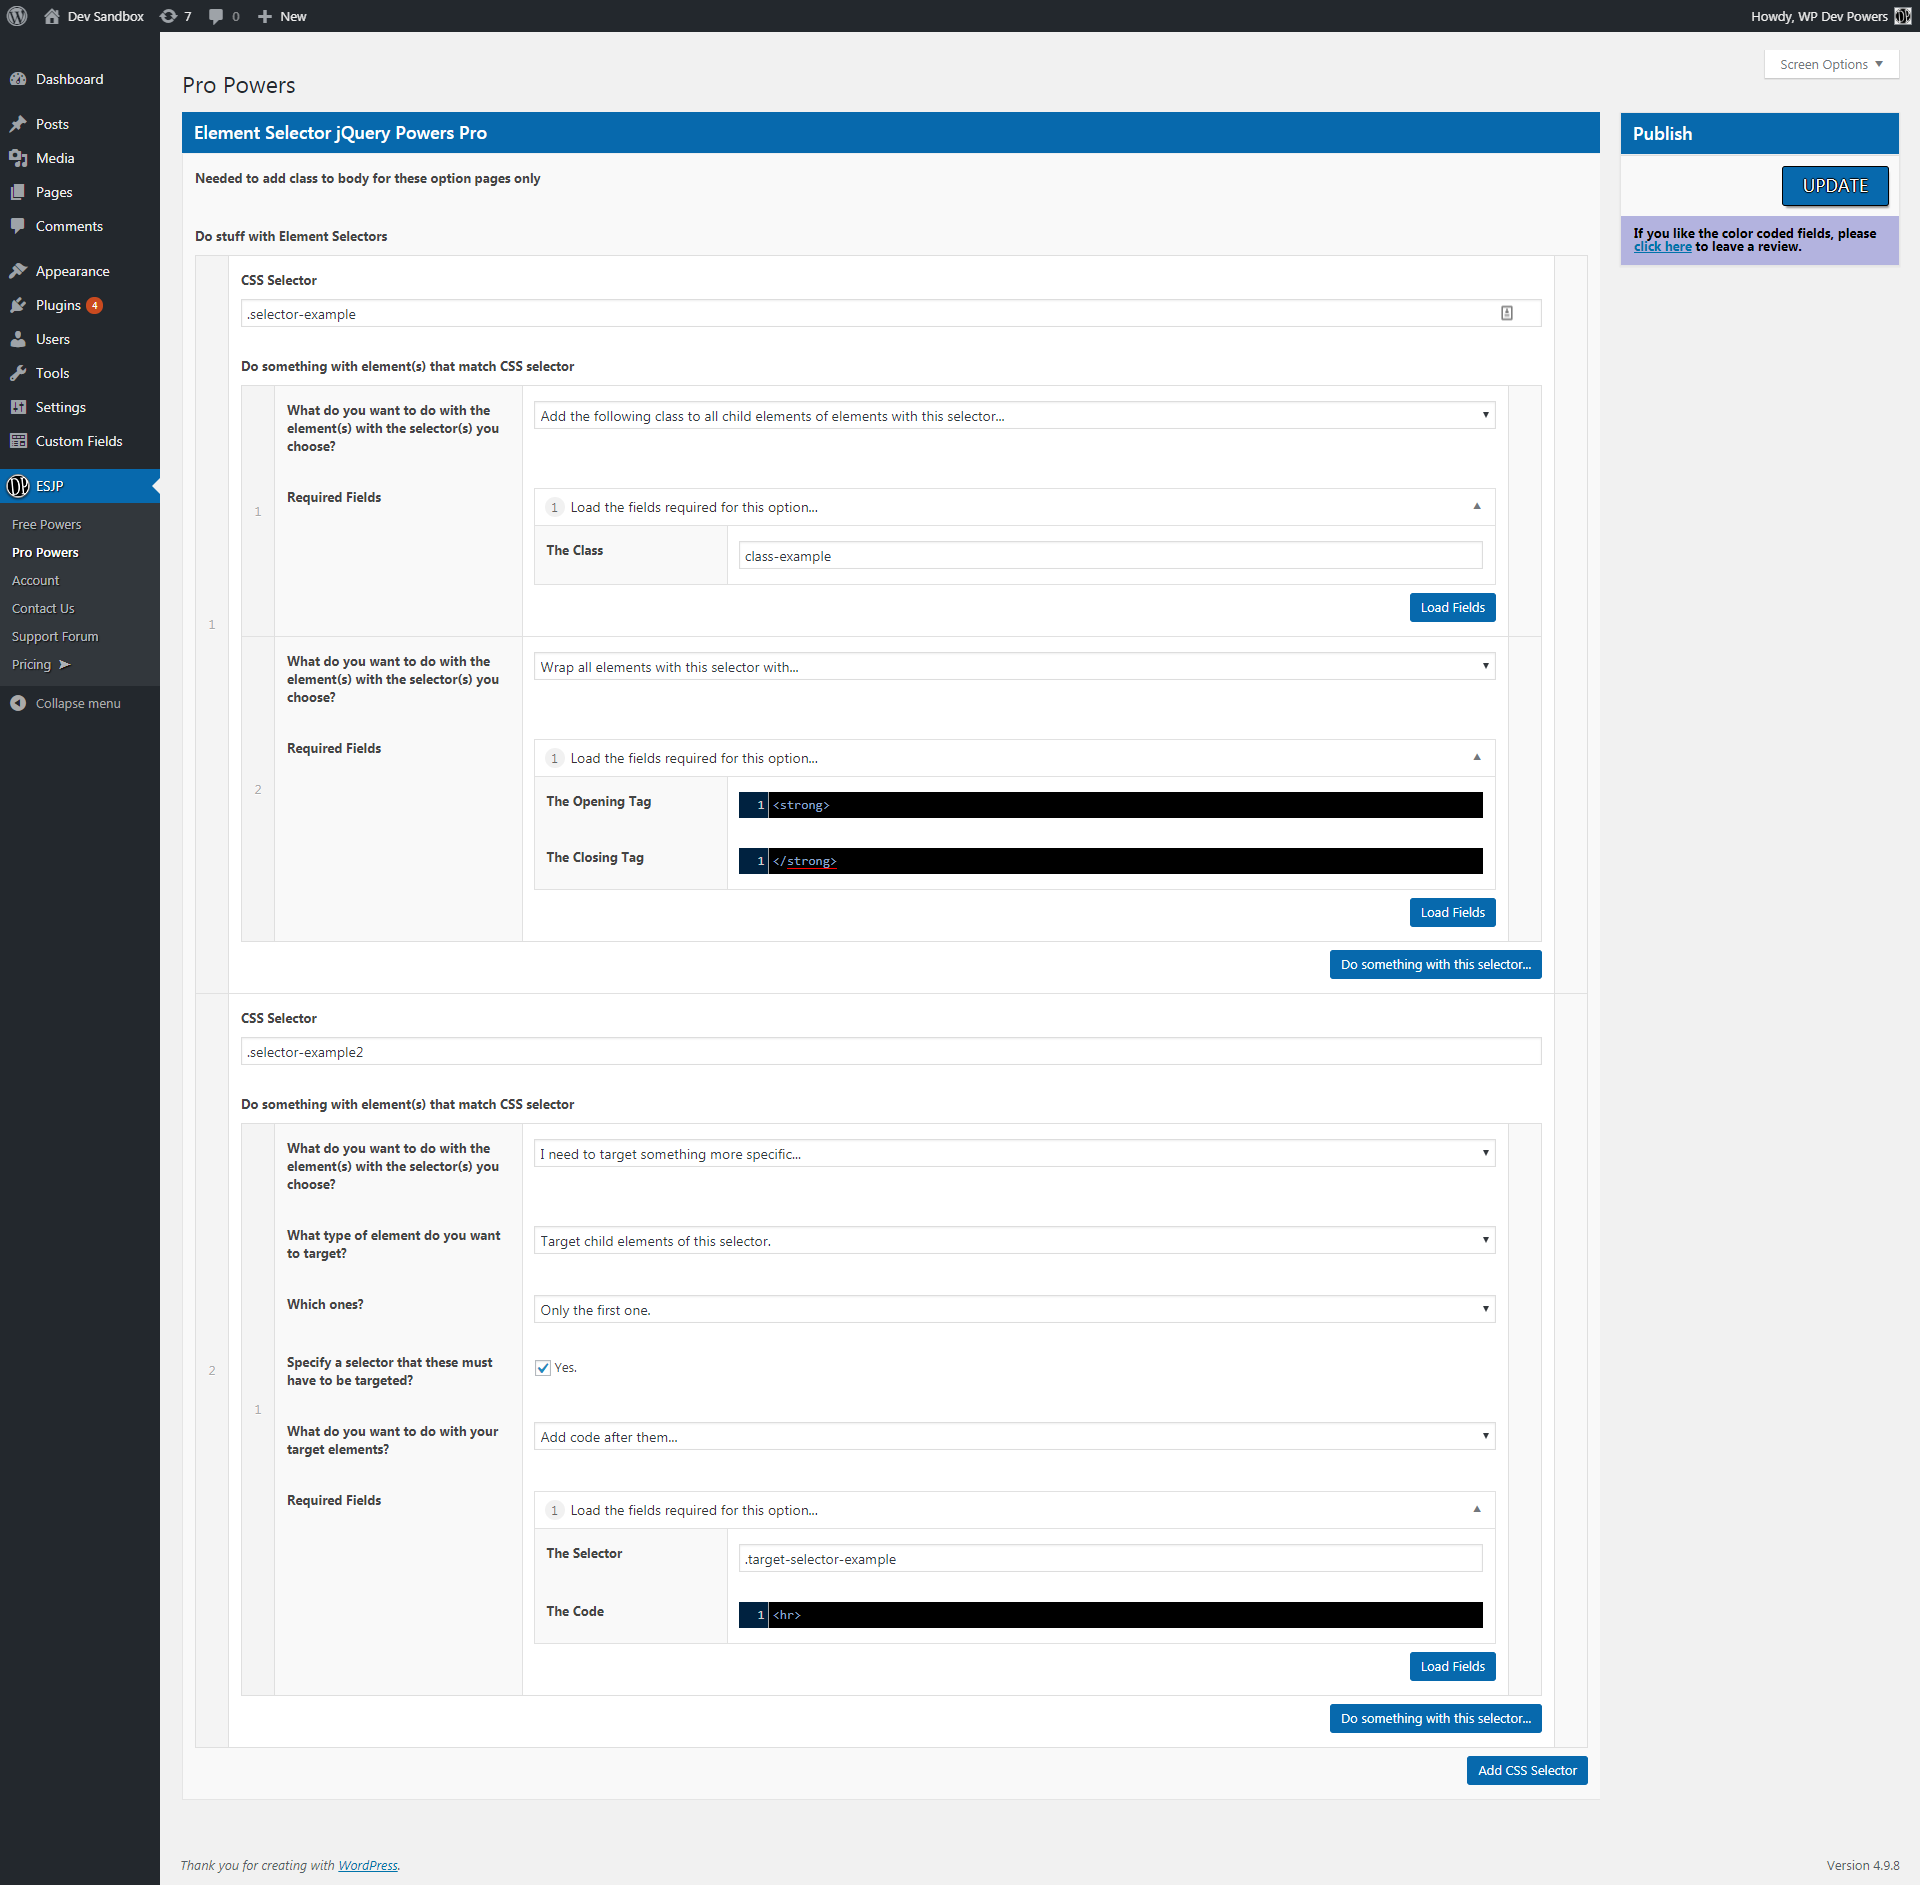 Dev Sandbox 7 0 New
Howdy, WP Dev Powers
Screen Options
Dashboard
Posts
Media
Pages
Comments
Appearance
Plugins 4
Users
Tools
Settings
Custom Fields
ESJP
Free Powers
Pro Powers
Account
Contact Us
Support Forum
Pricing ➤
Collapse menu
Pro Powers
Element Selector jQuery Powers Pro
Needed to add class to body for these option pages only
Do stuff with Element Selectors
1
CSS Selector
.selector-example
Do something with element(s) that match CSS selector
1
What do you want to do with the
element(s) with the selector(s) you
choose?
Add the following class to all child elements of elements with this selector...
Required Fields
1 Load the fields required for this option...
The Class
class-example
Load Fields
2
What do you want to do with the
element(s) with the selector(s) you
choose?
Wrap all elements with this selector with...
Required Fields
1 Load the fields required for this option...
The Opening Tag
1 <strong>
The Closing Tag
1 </strong>
Load Fields
Do something with this selector...
2
CSS Selector
.selector-example2
Do something with element(s) that match CSS selector
1
What do you want to do with the
element(s) with the selector(s) you
choose?
I need to target something more specific...
What type of element do you want
to target?
Target child elements of this selector.
Which ones?
Only the first one.
Specify a selector that these must
have to be targeted?
Yes.
What do you want to do with your
target elements?
Add code after them...
Required Fields
1 Load the fields required for this option...
The Selector
.target-selector-example
The Code
1 <hr>
Load Fields
Do something with this selector...
Add CSS Selector
Publish
UPDATE
If you like the color coded fields, please
click here to leave a review.
Thank you for creating with WordPress.
Version 4.9.8